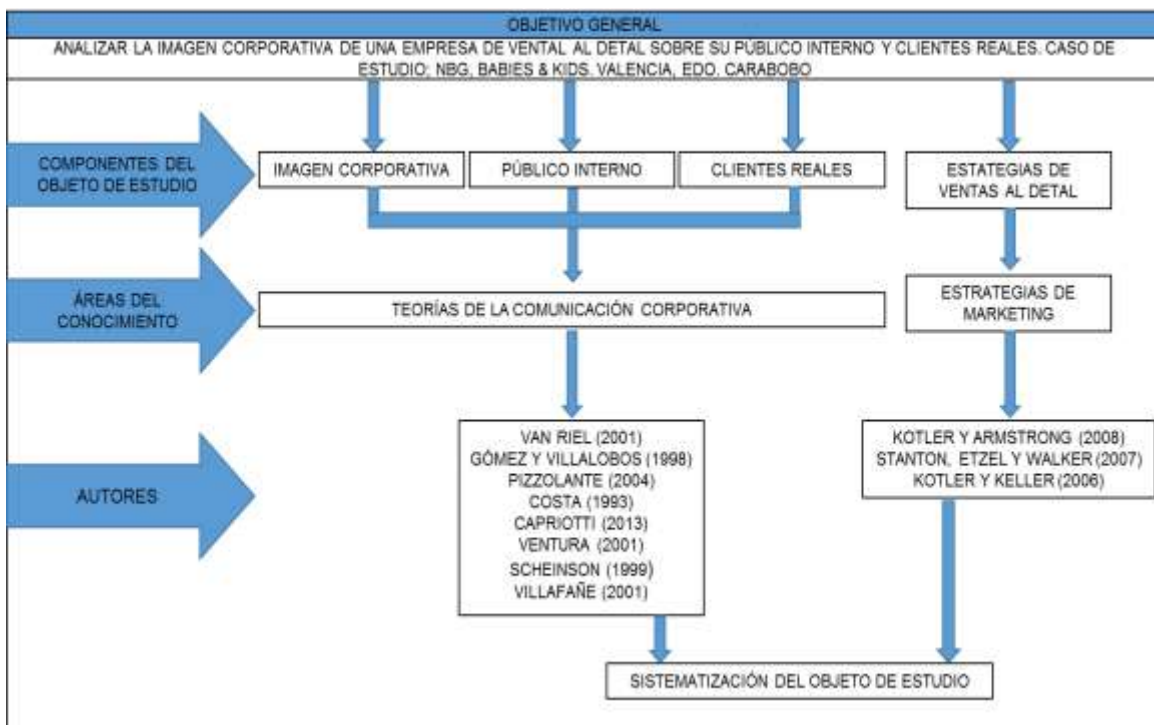 OBJETIVO GENERAL
ANALIZAR LA IMAGEN CORPORATIVA DE UNA EMPRESA DE VENTAL AL DETAL SOBRE SU PÚBLICO INTERNO Y CLIENTES REALES. CASO DE
ESTUDIO; NBG, BABIES & KIDS. VALENCIA, EDO. CARABOBO
COMPONENTES DEL
OBJETO DE ESTUDIO
IMAGEN CORPORATIVA
PÚBLICO INTERNO
CLIENTES REALES
ESTATEGIAS DE
VENTAS AL DETAL
ÁREAS DEL
CONOCIMIENTO
TEORÍAS DE LA COMUNICACIÓN CORPORATIVA
ESTRATEGIAS DE
MARKETING
AUTORES
VAN RIEL (2001)
GÓMEZ Y VILLALOBOS (1998)
PIZZOLANTE (2004)
COSTA (1993)
CAPRIOTTI (2013)
VENTURA (2001)
SCHEINSON (1999)
VILLAFAÑE (2001)
KOTLER Y ARMSTRONG (2008)
STANTON, ETZEL Y WALKER (2007)
KOTLER Y KELLER (2006)
SISTEMATIZACIÓN DEL OBJETO DE ESTUDIO